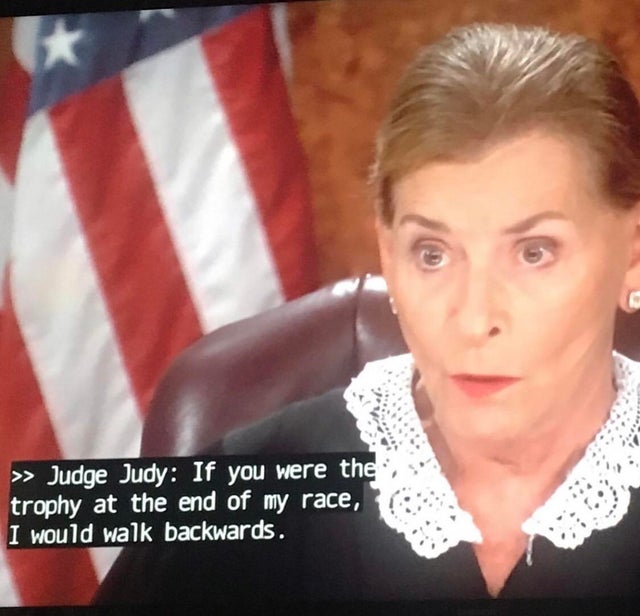 >> Judge Judy: If you were the
trophy at the end of my race,
I would walk backwards.